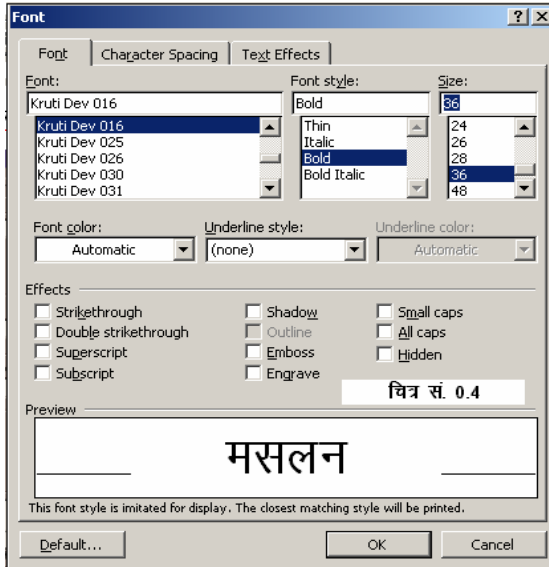 Font
Font Character Spacing Text Effects
Font: Font style: Size:
Kruti Dev 016 Bold 36
Kruti Dev 016 Thin 24
Kruti Dev 025 Italic 26
Kruti Dev 026 Bold 28
Kruti Dev 030 Bold Italic 36
Kruti Dev 031 48
Font color: Underline style: Underline color:
Automatic (none) Automatic
Effects
Strikethrough Shadow Small caps
Double strikethrough Outline All caps
Superscript Emboss Hidden
Subscript Engrave
चित्र सं. 0.4
Preview
मसलन
This font style is imitated for display. The closest matching style will be printed.
Default... OK Cancel